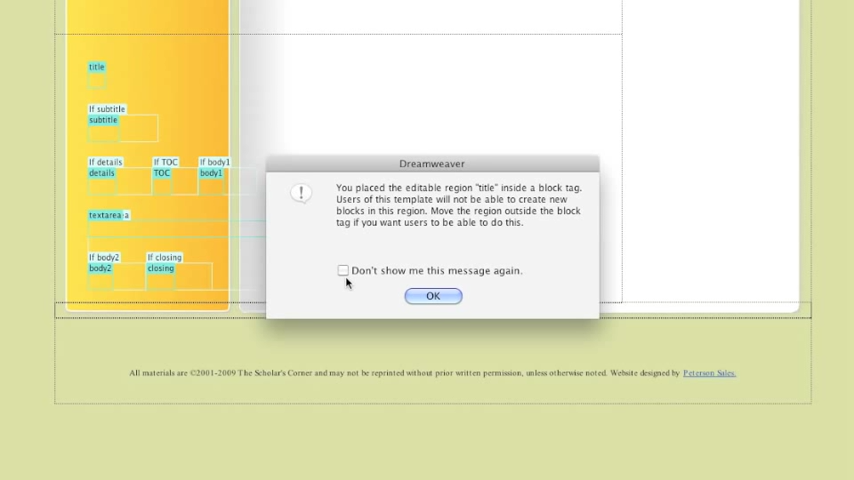 title
If subtitle
subtitle
Dreamweaver
If details If TOC If body1
details TOC body1
You placed the editable region "title" inside a block tag.
Users of this template will not be able to create new
blocks in this region. Move the region outside the block
tag if you want users to be able to do this.
textarea a
If body2 If closing
body2 closing
Don't show me this message again.
OK
All materials are ©2001-2009 The Scholar's Corner and may not be reprinted without prior written permission, unless otherwise noted. Website designed by Peterson Sales.